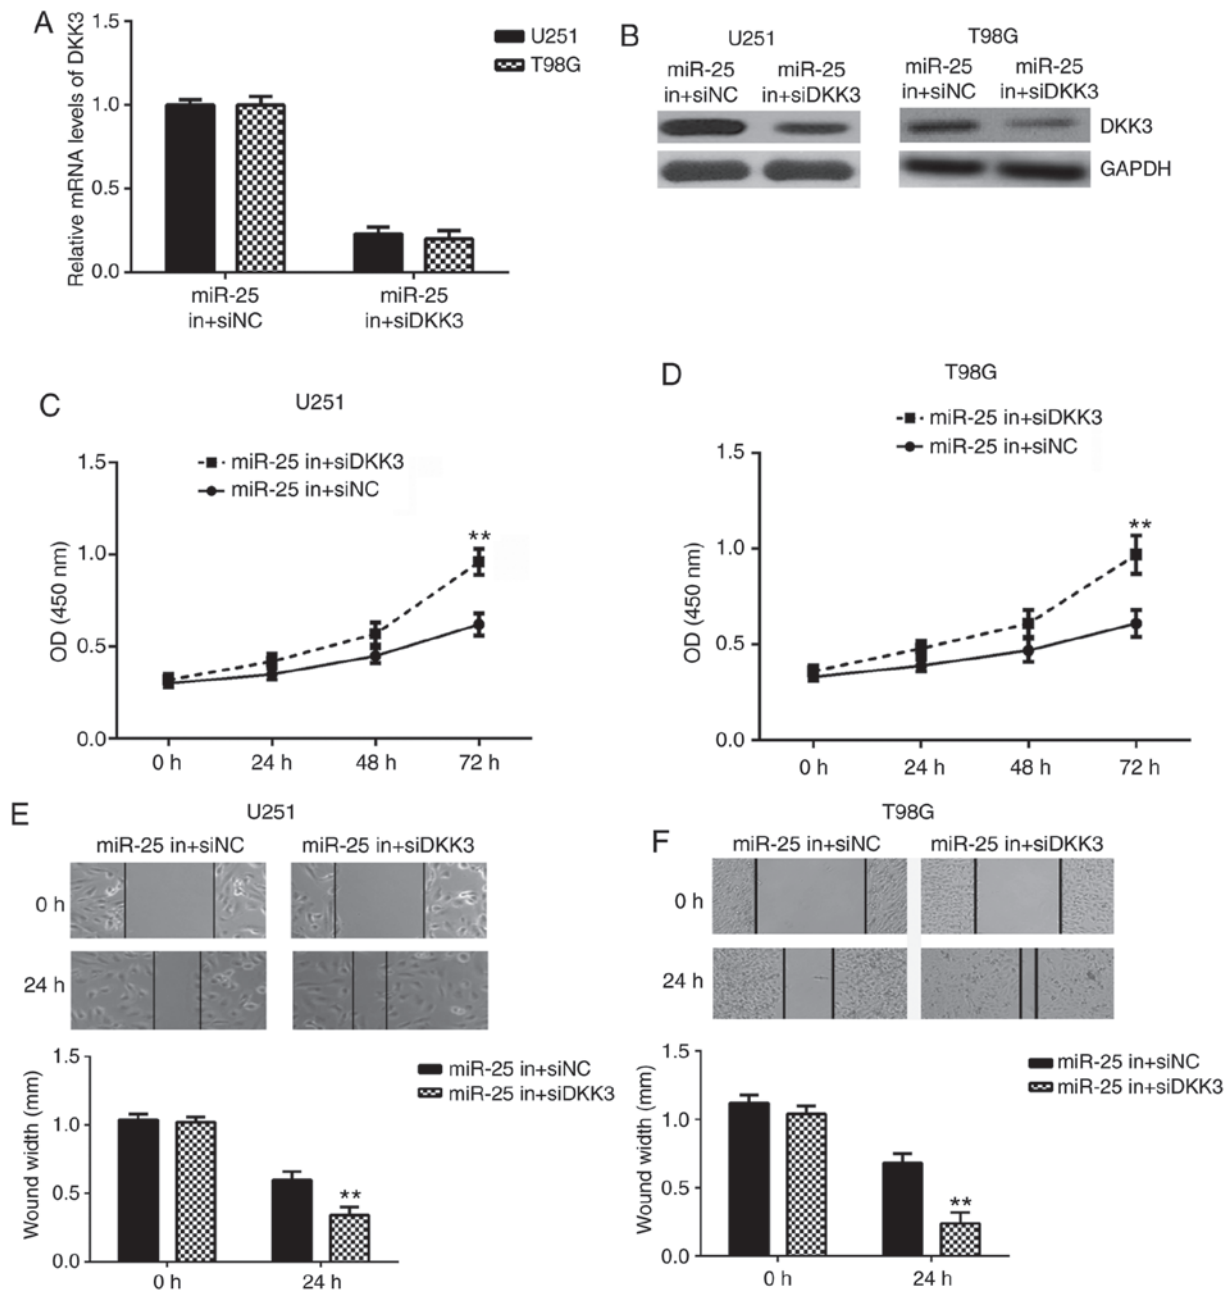 A
Relative mRNA levels of DKK3
1.5
1.0
0.5
0.0
U251
T98G
miR-25
in+siNC
miR-25
in+siDKK3
B
U251
T98G
miR-25
in+siNC
miR-25
in+siDKK3
miR-25
in+siNC
miR-25
in+siDKK3
DKK3
GAPDH
C
U251
miR-25 in+siDKK3
miR-25 in+siNC
OD (450 nm)
1.5
1.0
0.5
0.0
**
0 h
24 h
48 h
72 h
D
T98G
miR-25 in+siDKK3
miR-25 in+siNC
OD (450 nm)
1.5
1.0
0.5
0.0
**
0 h
24 h
48 h
72 h
E
U251
miR-25 in+siNC
miR-25 in+siDKK3
0 h
24 h
Wound width (mm)
1.5
1.0
0.5
0.0
miR-25 in+siNC
miR-25 in+siDKK3
**
0 h
24 h
F
T98G
miR-25 in+siNC
miR-25 in+siDKK3
0 h
24 h
Wound width (mm)
1.5
1.0
0.5
0.0
miR-25 in+siNC
miR-25 in+siDKK3
**
0 h
24 h